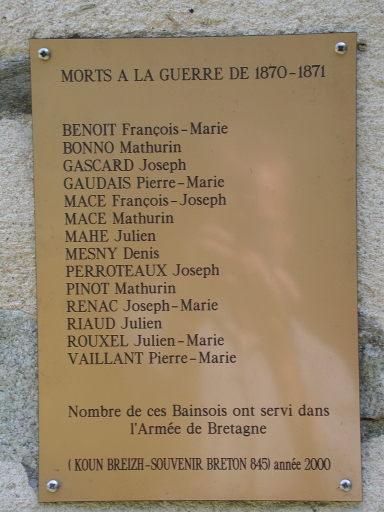 MORTS A LA GUERRE DE 1870-1871
BENOIT François-Marie
BONNO Mathurin
GASCARD Joseph
GAUDAIS Pierre-Marie
MACE François-Joseph
MACE Mathurin
MAHE Julien
MESNY Denis
PERROTEAUX Joseph
PINOT Mathurin
RENAC Joseph-Marie
RIAUD Julien
ROUXEL Julien-Marie
VAILLANT Pierre-Marie
Nombre de ces Bainsois ont servi dans
l'Armée de Bretagne
( KOUN BREIZH-SOUVENIR BRETON 845) année 2000